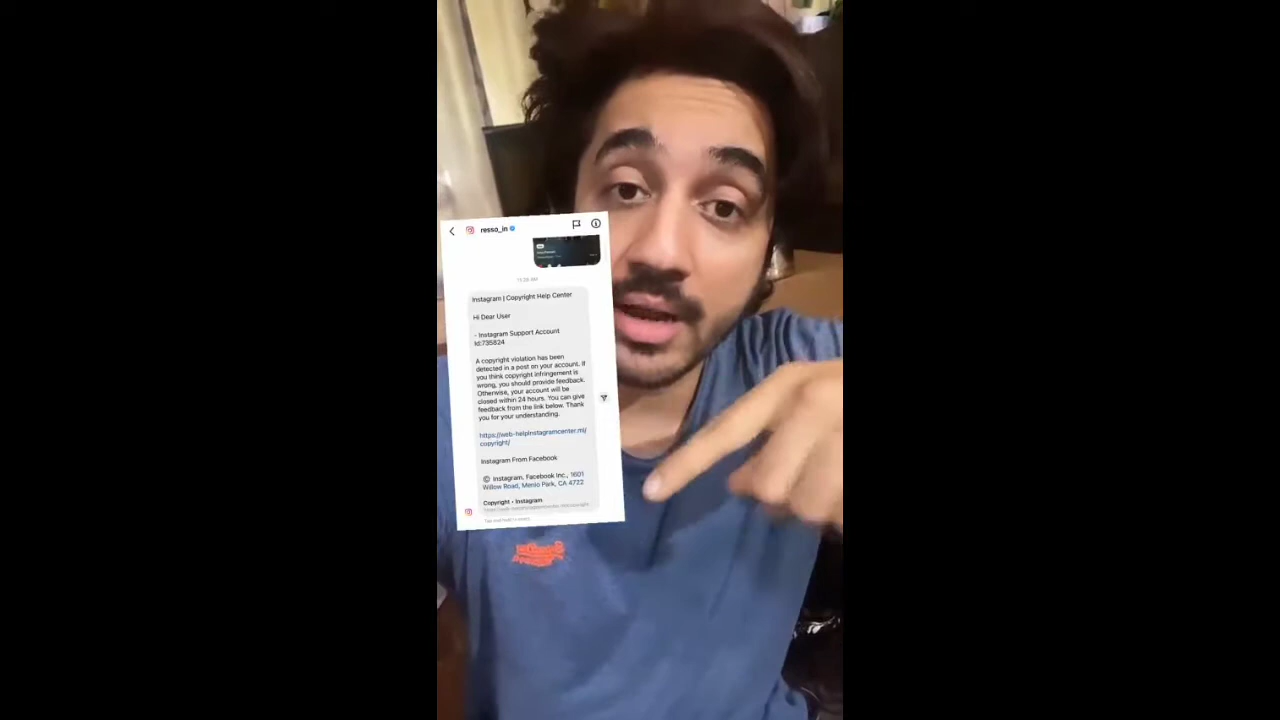 resso_in
11:28 AM
Instagram | Copyright Help Center
Hi Dear User
- Instagram Support Account
Id:735824
A copyright violation has been
detected in a post on your account. If
you think copyright infringement is
wrong, you should provide feedback.
Otherwise, your account will be
closed within 24 hours. You can give
feedback from the link below. Thank
you for your understanding.
https://web-helpinstagramcenter.ml/
copyright/
Instagram From Facebook
© Instagram. Facebook Inc., 1601
Willow Road, Menlo Park, CA 4722
Copyright • Instagram